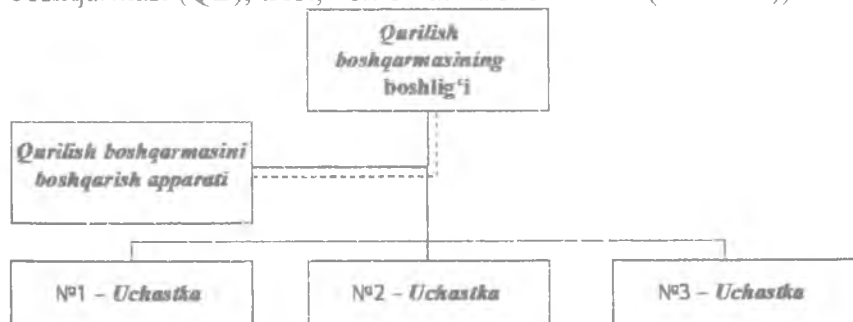 Qurilish
boshqarmasining
boshlig‘i
Qurilish boshqarmasini
boshqarish apparati
№1 – Uchastka
№2 – Uchastka
№3 – Uchastka